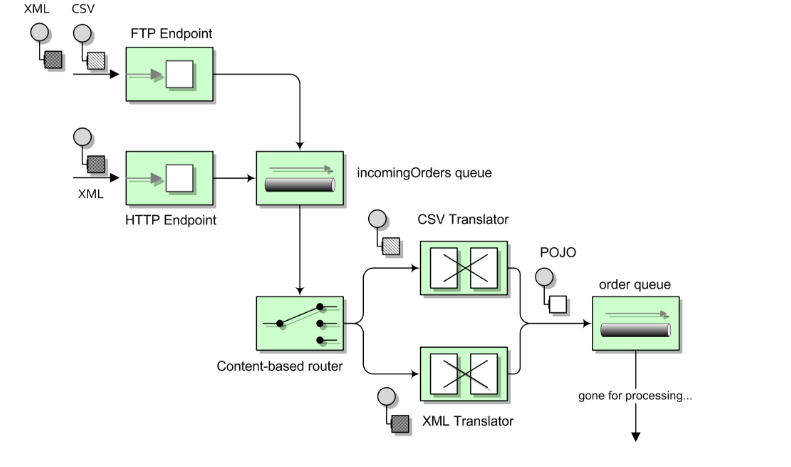 XML
CSV
FTP Endpoint
XML
HTTP Endpoint
incomingOrders queue
CSV Translator
POJO
order queue
Content-based router
XML Translator
gone for processing...